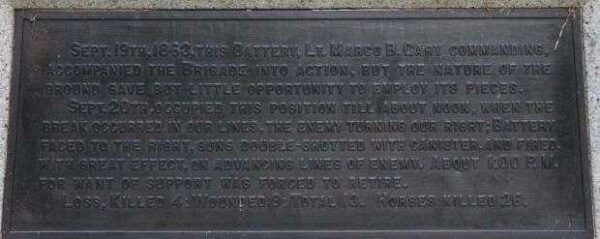 SEPT. 19TH, 1863, THIS BATTERY, LT. MARCO B. GARY COMMANDING,
ACCOMPANIED THE BRIGADE INTO ACTION, BUT THE NATURE OF THE
GROUND GAVE BUT LITTLE OPPORTUNITY TO EMPLOY ITS PIECES.
SEPT. 20TH. OCCUPIED THIS POSITION TILL ABOUT NOON, WHEN THE
BREAK OCCURRED IN OUR LINES, THE ENEMY TURNING OUR RIGHT; BATTERY
FACED TO THE RIGHT, GUNS DOUBLE-SHOTTED WITH CANISTER, AND FIRED,
WITH GREAT EFFECT, ON ADVANCING LINES OF ENEMY. ABOUT 1:00 P.M.
FOR WANT OF SUPPORT WAS FORCED TO RETIRE.
LOSS, KILLED 4: WOUNDED, 9. TOTAL 13. HORSES KILLED 26.